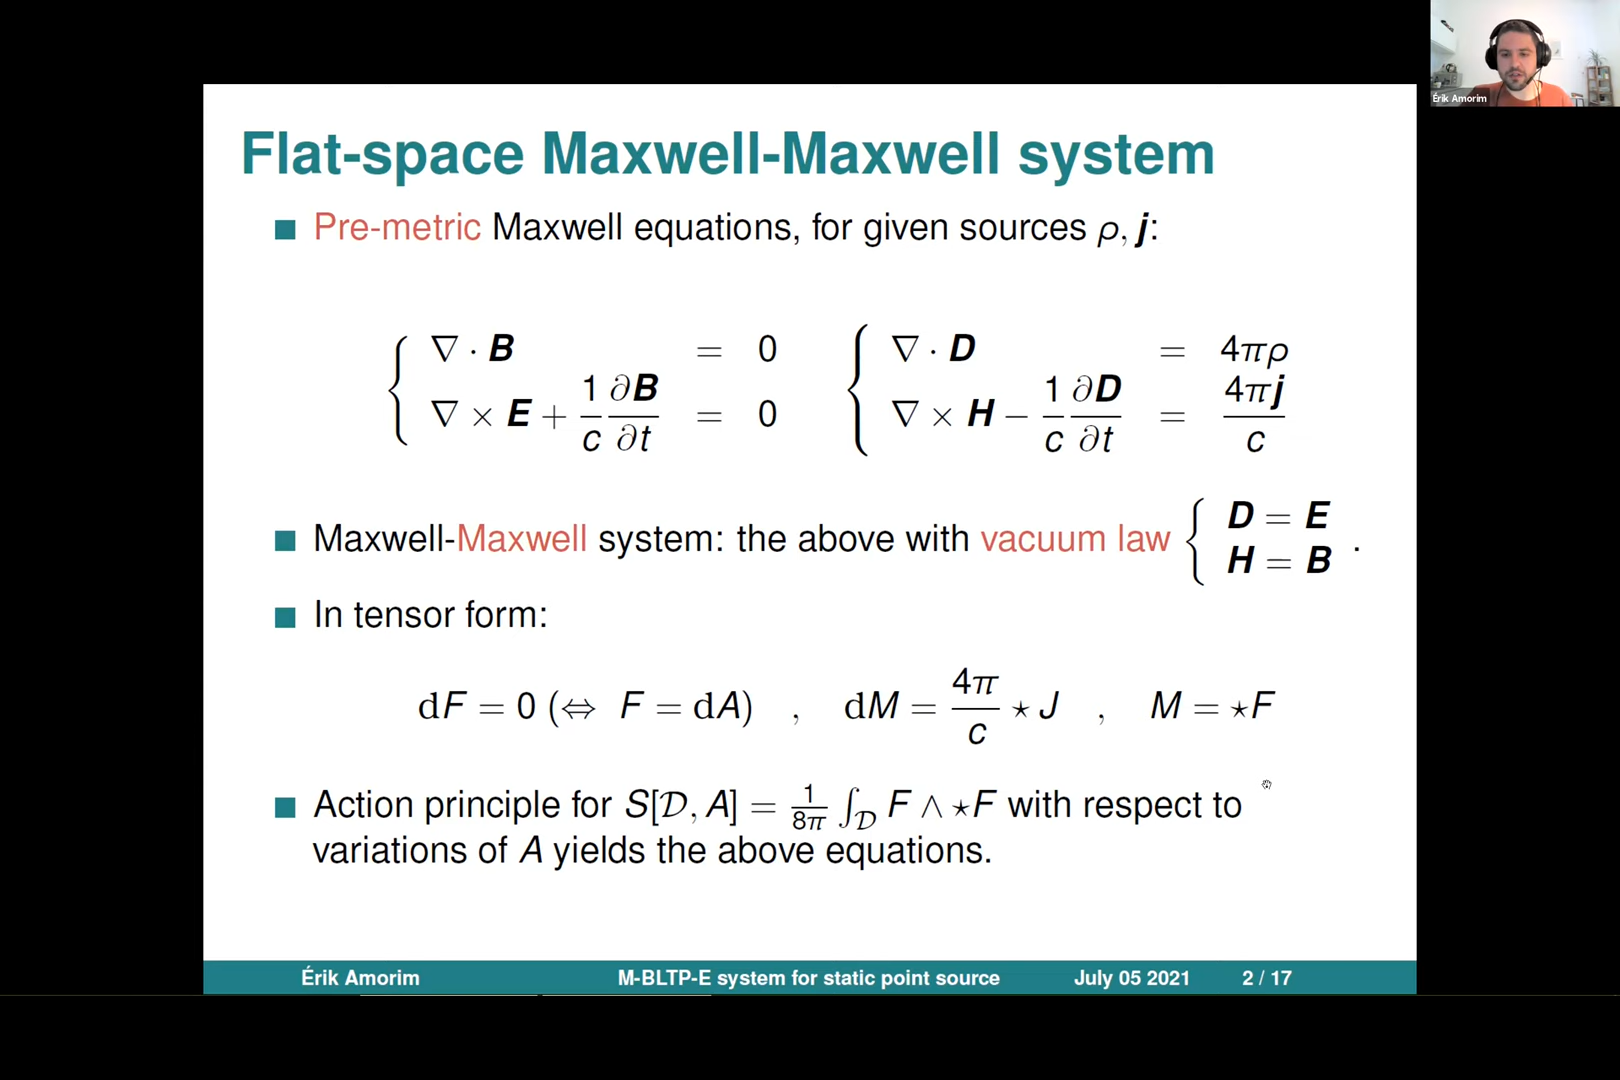 Érik Amorim
Flat-space Maxwell-Maxwell system
Pre-metric Maxwell equations, for given sources ρ, j:
∇ · B = 0
∇ × E + 1/c ∂B/∂t = 0
∇ · D = 4πρ
∇ × H − 1/c ∂D/∂t = 4πj/c
Maxwell-Maxwell system: the above with vacuum law { D = E
H = B .
In tensor form:
dF = 0 (⇔ F = dA) , dM = 4π/c ⋆ J , M = ⋆F
Action principle for S[𝒟, A] = 1/8π ∫𝒟 F ∧ ⋆F with respect to
variations of A yields the above equations.
Érik Amorim M-BLTP-E system for static point source July 05 2021 2 / 17